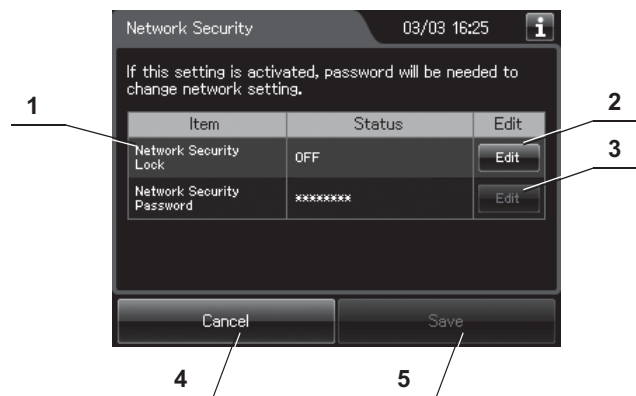 Network Security 03/03 16:25 i
If this setting is activated, password will be needed to
change network setting.
1
2
3
Item Status Edit
Network Security
Lock
OFF Edit
Network Security
Password
******** Edit
Cancel Save
4 5